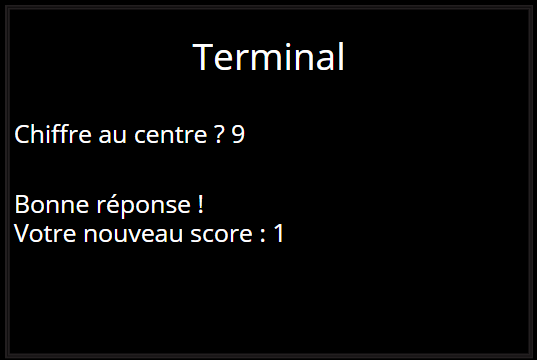 Terminal
Chiffre au centre ? 9
Bonne réponse !
Votre nouveau score : 1